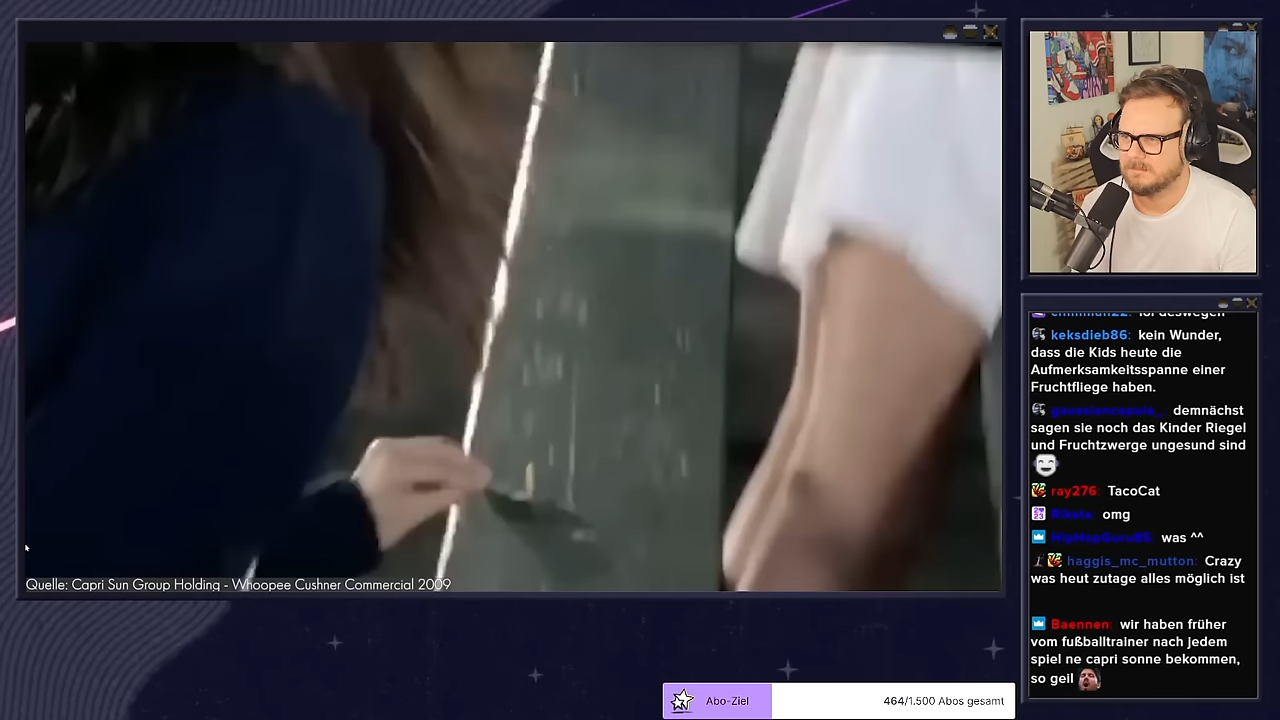 Quelle: Capri Sun Group Holding - Whoopee Cushner Commercial 2009
keksdieb86: kein Wunder,
dass die Kids heute die
Aufmerksamkeitsspanne einer
Fruchtfliege haben.
demnächst
sagen sie noch das Kinder Riegel
und Fruchtzwerge ungesund sind
ray276: TacoCat
omg
HipHopGuru85: was ^^
haggis_mc_mutton: Crazy
was heut zutage alles möglich ist
Baennen: wir haben früher
vom fußballtrainer nach jedem
spiel ne capri sonne bekommen,
so geil
Abo-Ziel
464/1.500 Abos gesamt